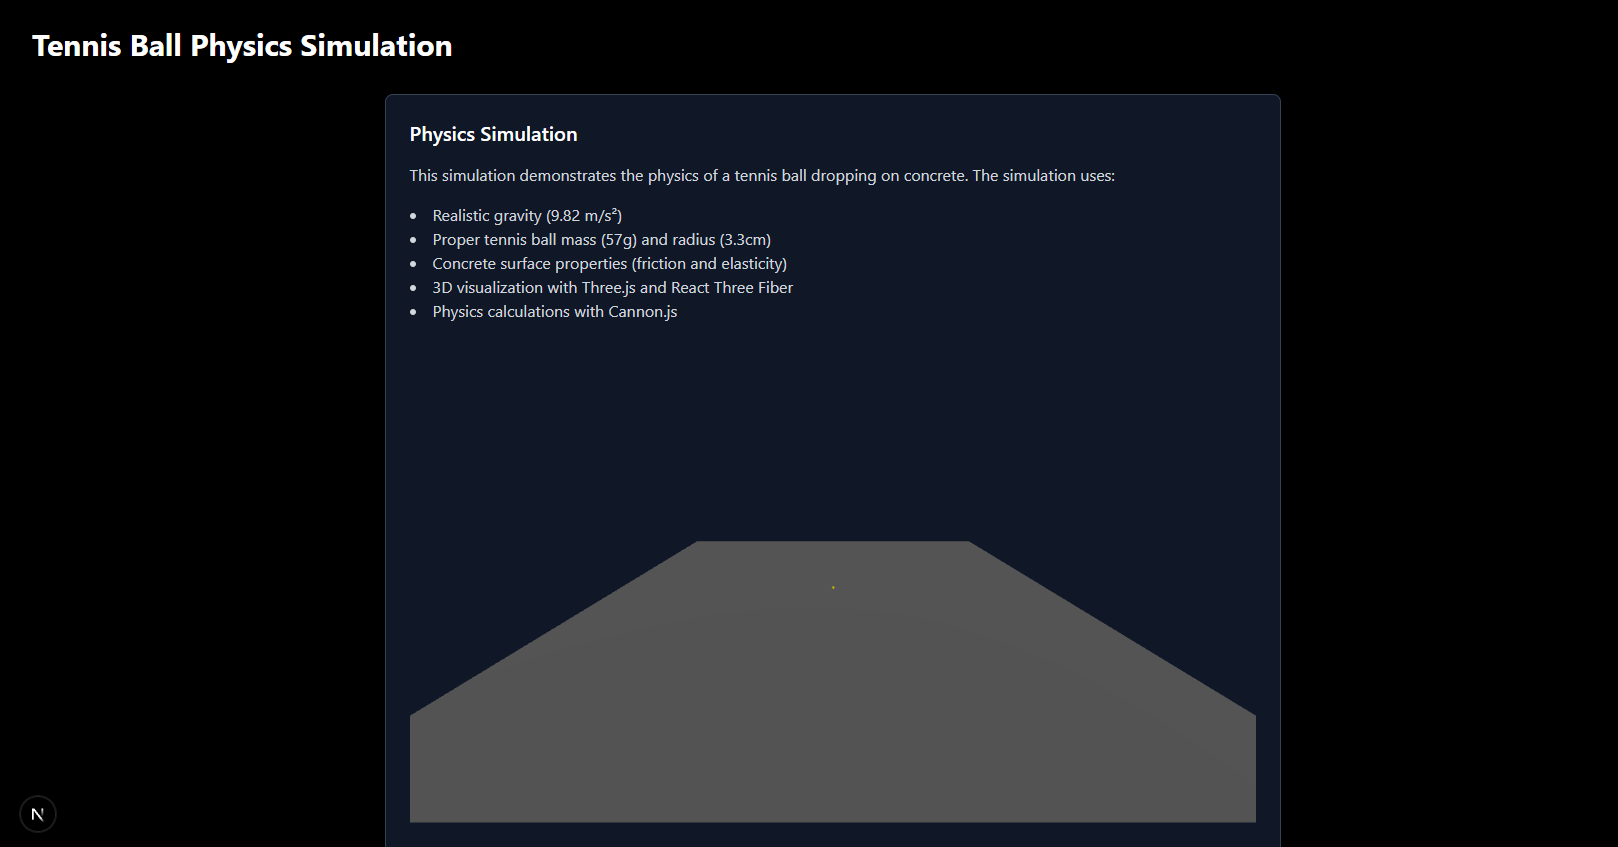 Tennis Ball Physics Simulation
Physics Simulation
This simulation demonstrates the physics of a tennis ball dropping on concrete. The simulation uses:
Realistic gravity (9.82 m/s²)
Proper tennis ball mass (57g) and radius (3.3cm)
Concrete surface properties (friction and elasticity)
3D visualization with Three.js and React Three Fiber
Physics calculations with Cannon.js
N